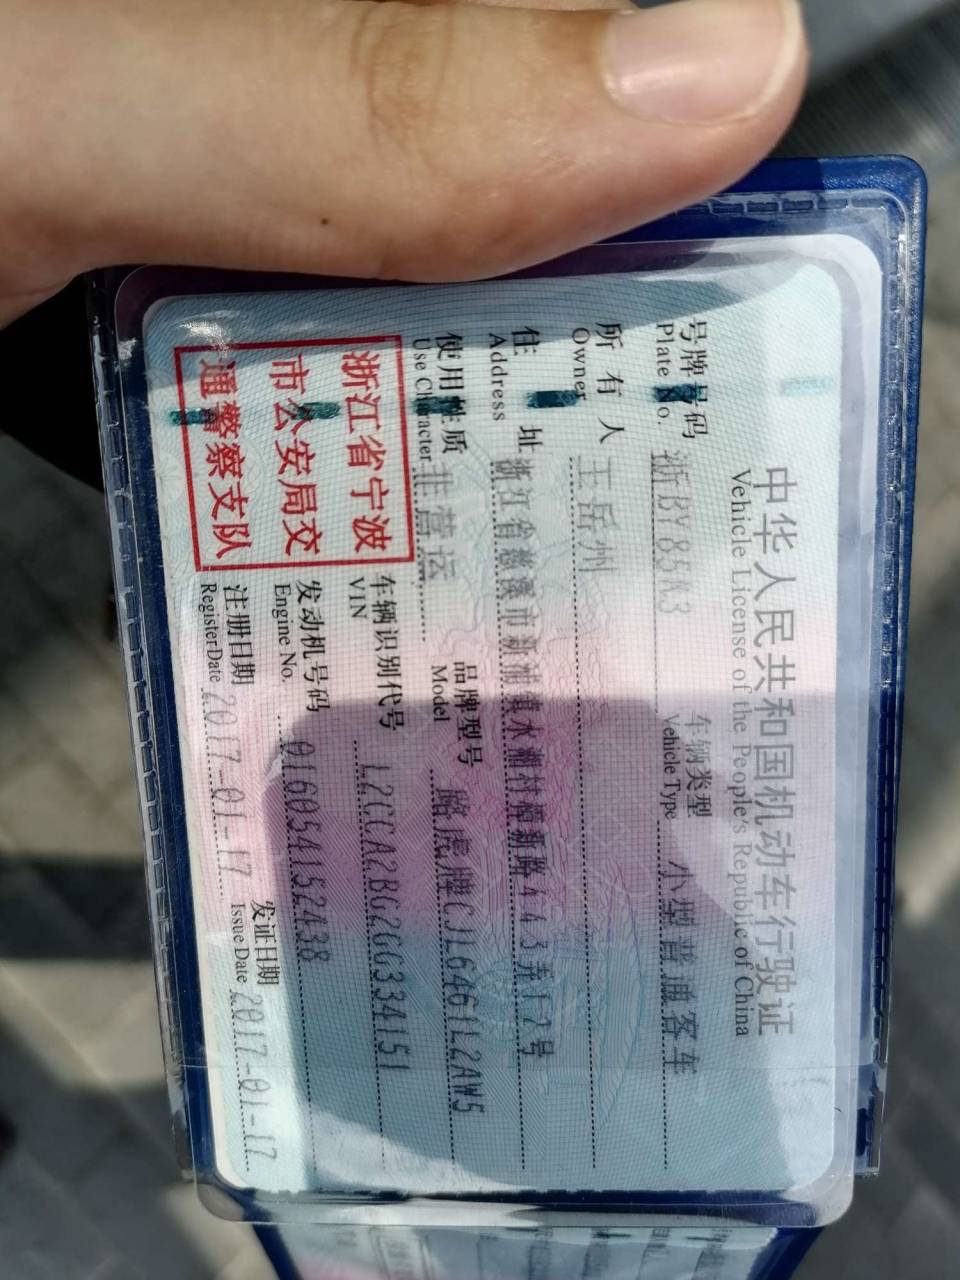 中华人民共和国机动车行驶证
Vehicle License of the People's Republic of China
号牌号码 浙BY85K3 车辆类型 小型普通客车
Plate No. Vehicle Type
所有人 王岳州
Owner
住址 浙江省慈溪市新浦镇水湘村樟新路443弄12号
Address
使用性质 非营运 品牌型号 路虎牌CJL6461L2AW5
Use Character Model
浙江省宁波
市公安局交
通警察支队
车辆识别代号 L2CCA2BG2GG334151
VIN
发动机号码 016054152438
Engine No.
注册日期 2017-01-17 发证日期 2017-01-17
Register Date Issue Date